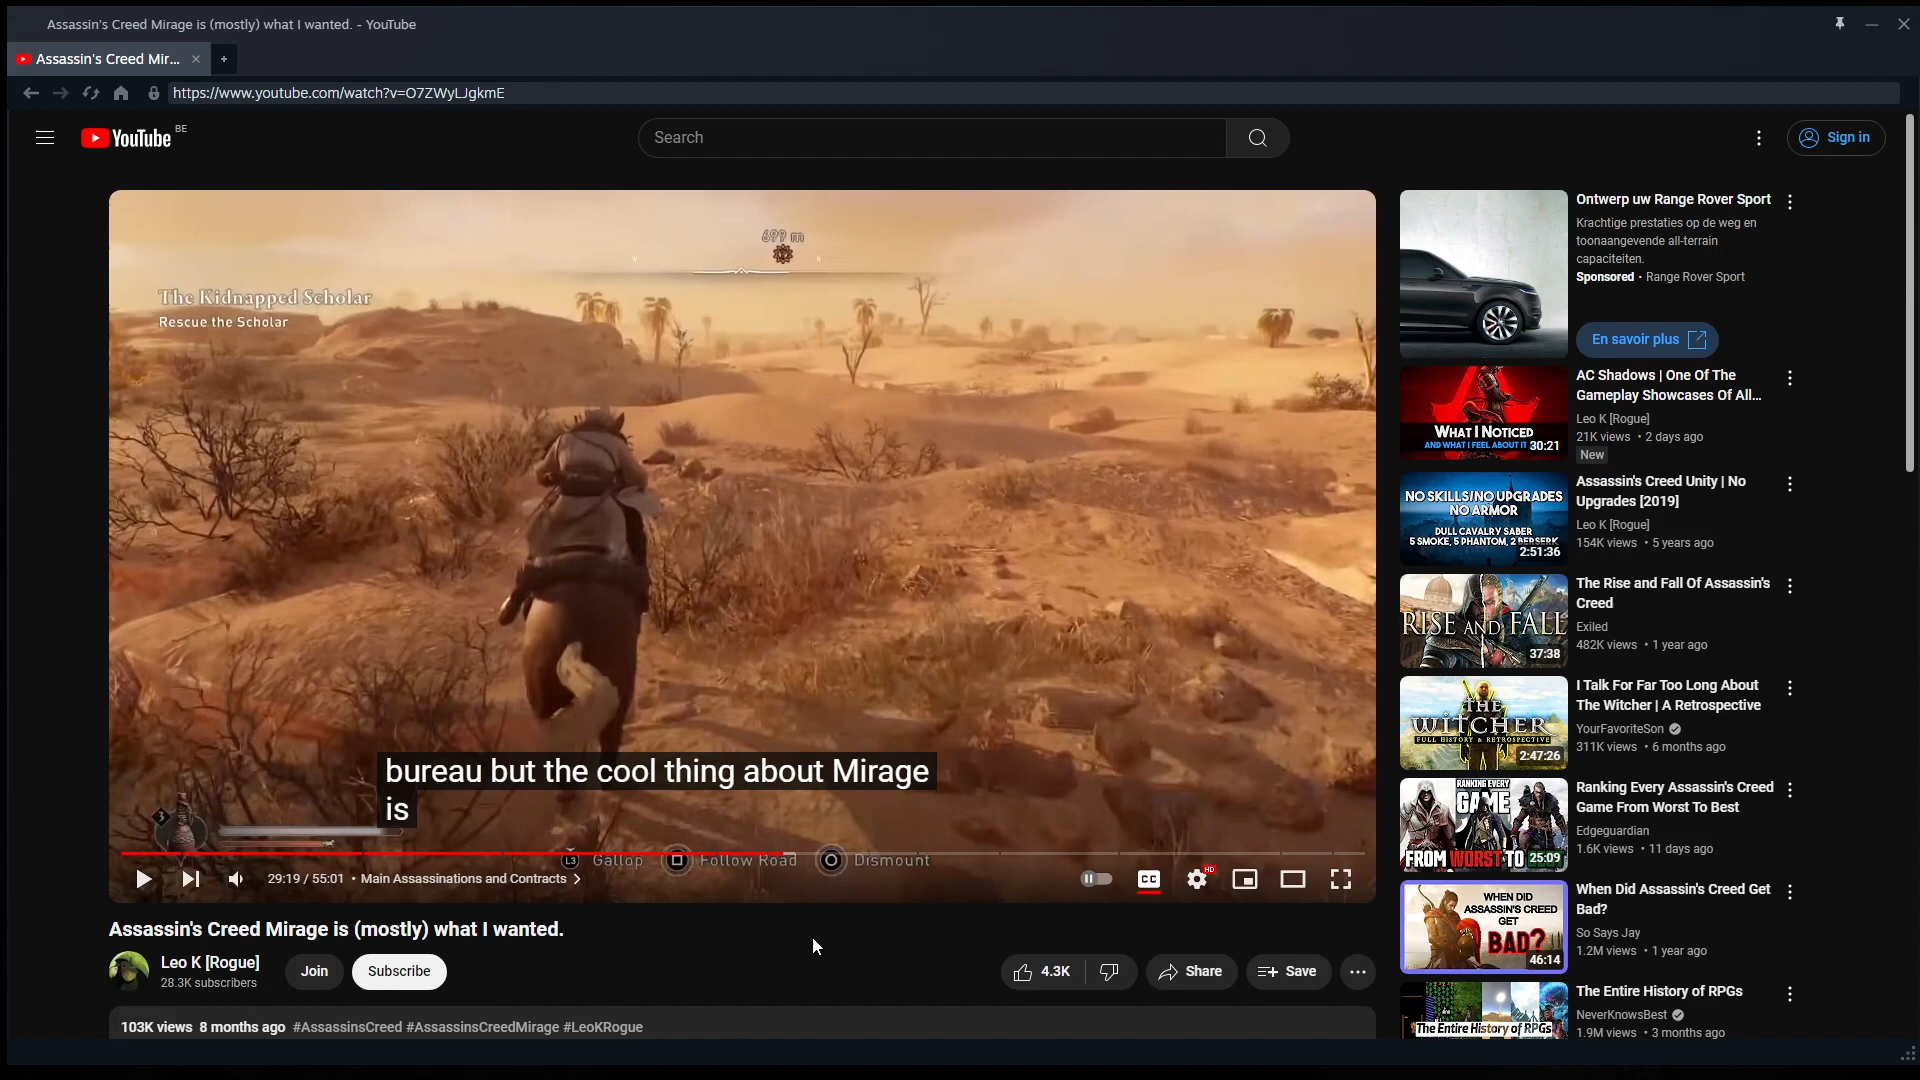 Assassin's Creed Mirage is (mostly) what I wanted. - YouTube
Assassin's Creed Mir...
https://www.youtube.com/watch?v=O7ZWyLJgkmE
YouTube BE
Search
Sign in
699 m
W N
The Kidnapped Scholar
Rescue the Scholar
bureau but the cool thing about Mirage
is
3
L3 Gallop Follow Road Dismount
29:19 / 55:01 • Main Assassinations and Contracts
CC
HD
Assassin's Creed Mirage is (mostly) what I wanted.
Leo K [Rogue]
28.3K subscribers
Join
Subscribe
4.3K
Share
Save
103K views 8 months ago #AssassinsCreed #AssassinsCreedMirage #LeoKRogue
Ontwerp uw Range Rover Sport
Krachtige prestaties op de weg en
toonaangevende all-terrain
capaciteiten.
Sponsored • Range Rover Sport
En savoir plus
WHAT I NOTICED
AND WHAT I FEEL ABOUT IT
30:21
AC Shadows | One Of The
Gameplay Showcases Of All...
Leo K [Rogue]
21K views • 2 days ago
New
NO SKILLS/NO UPGRADES
NO ARMOR
DULL CAVALRY SABER
5 SMOKE, 5 PHANTOM, 2 BERSERK
2:51:36
Assassin's Creed Unity | No
Upgrades [2019]
Leo K [Rogue]
154K views • 5 years ago
RISE AND FALL
37:38
The Rise and Fall Of Assassin's
Creed
Exiled
482K views • 1 year ago
THE
WITCHER
FULL HISTORY & RETROSPECTIVE
2:47:26
I Talk For Far Too Long About
The Witcher | A Retrospective
YourFavoriteSon
311K views • 6 months ago
RANKING EVERY
GAME
FROM WORST TO
25:09
Ranking Every Assassin's Creed
Game From Worst To Best
Edgeguardian
1.6K views • 11 days ago
WHEN DID
ASSASSIN'S CREED
GET
BAD?
46:14
When Did Assassin's Creed Get
Bad?
So Says Jay
1.2M views • 1 year ago
The Entire History of RPGs
The Entire History of RPGs
NeverKnowsBest
1.9M views • 3 months ago